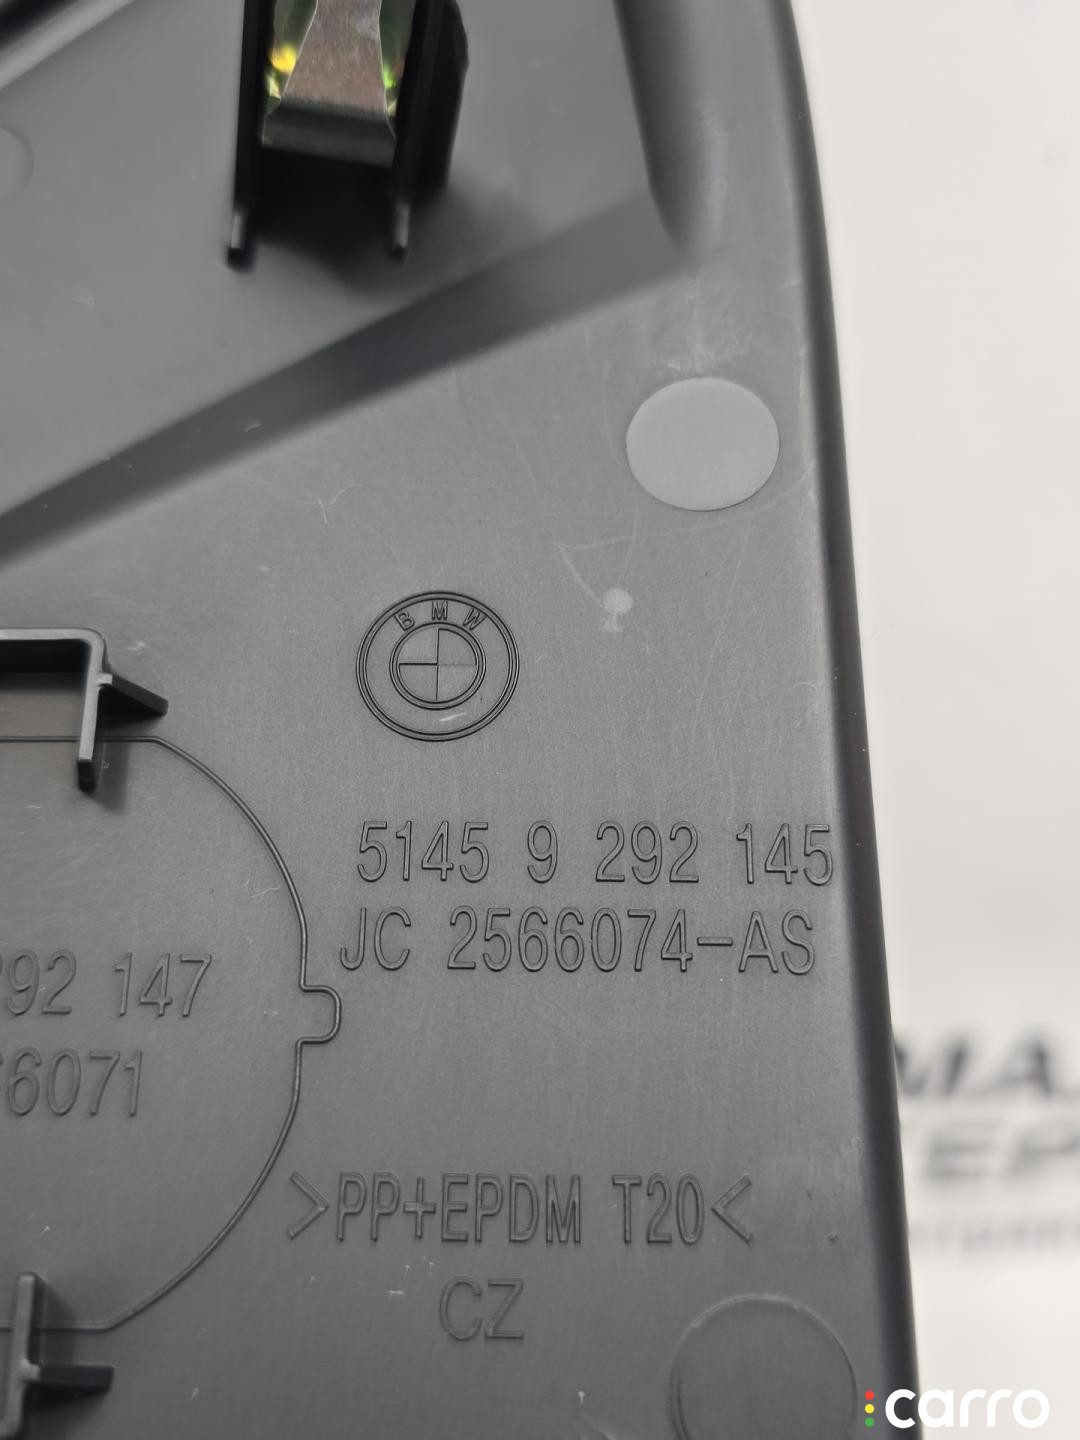 BMW
5145 9 292 145
JC 2566074-AS
292 147
66071
>PP+EPDM T20<
CZ
carro